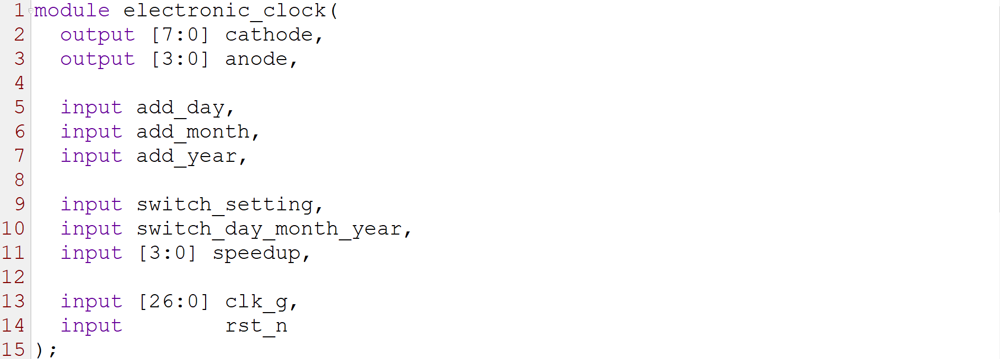 1 module electronic_clock(
2 output [7:0] cathode,
3 output [3:0] anode,
4
5 input add_day,
6 input add_month,
7 input add_year,
8
9 input switch_setting,
10 input switch_day_month_year,
11 input [3:0] speedup,
12
13 input [26:0] clk_g,
14 input rst_n
15 );